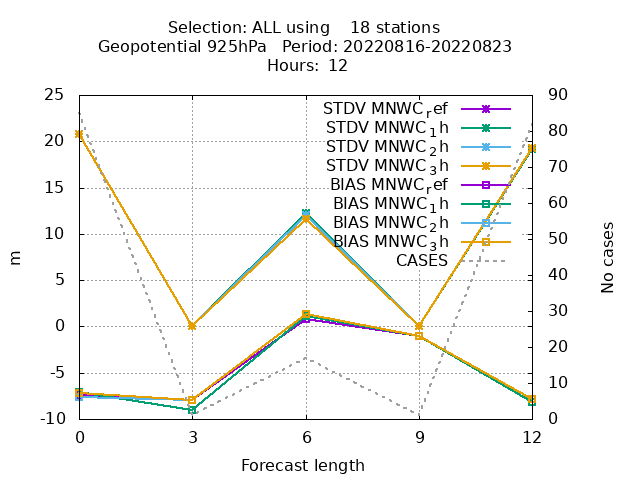 Selection: ALL using    18 stations
Geopotential 925hPa   Period: 20220816-20220823
Hours:  12
25
20
15
10
5
0
-5
-10
m
90
80
70
60
50
40
30
20
10
0
No cases
STDV MNWC_ref
STDV MNWC_1h
STDV MNWC_2h
STDV MNWC_3h
BIAS MNWC_ref
BIAS MNWC_1h
BIAS MNWC_2h
BIAS MNWC_3h
CASES
0 3 6 9 12
Forecast length